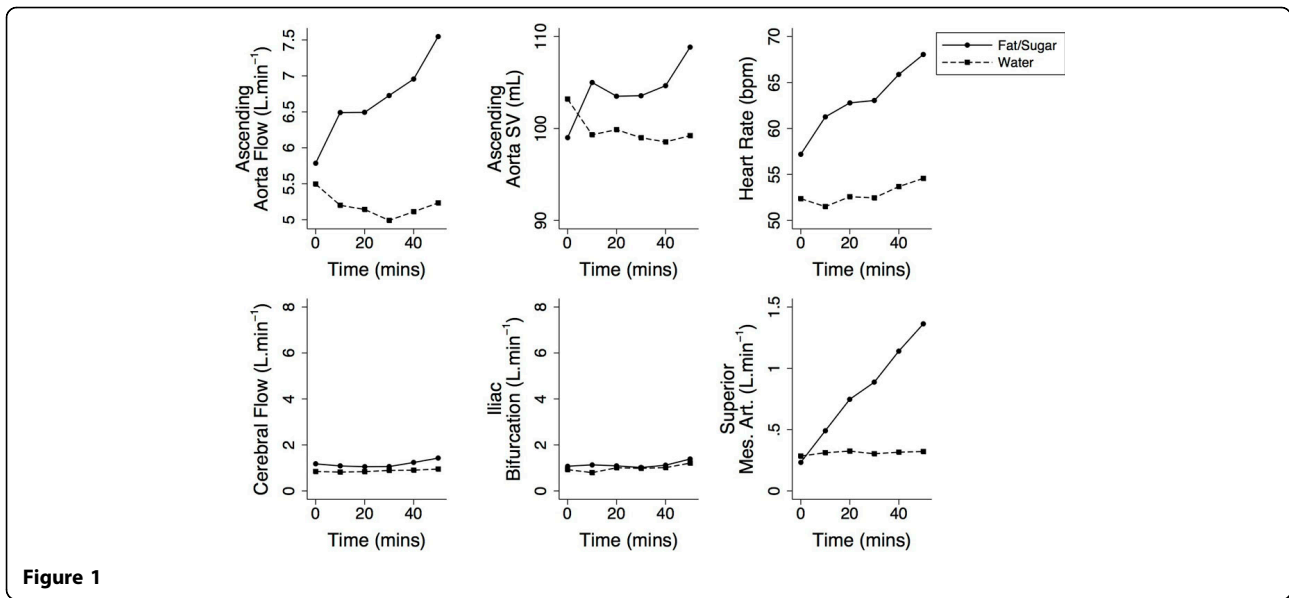 Ascending
Aorta Flow (L.min⁻¹)
7.5
7
6.5
6
5.5
5
0 20 40
Time (mins)
Ascending
Aorta SV (mL)
110
100
90
0 20 40
Time (mins)
Heart Rate (bpm)
70
65
60
55
50
0 20 40
Time (mins)
Fat/Sugar
Water
Cerebral Flow (L.min⁻¹)
8
6
4
2
0
0 20 40
Time (mins)
Iliac
Bifurcation (L.min⁻¹)
8
6
4
2
0
0 20 40
Time (mins)
Superior
Mes. Art. (L.min⁻¹)
1.5
1
.5
0
0 20 40
Time (mins)
Figure 1